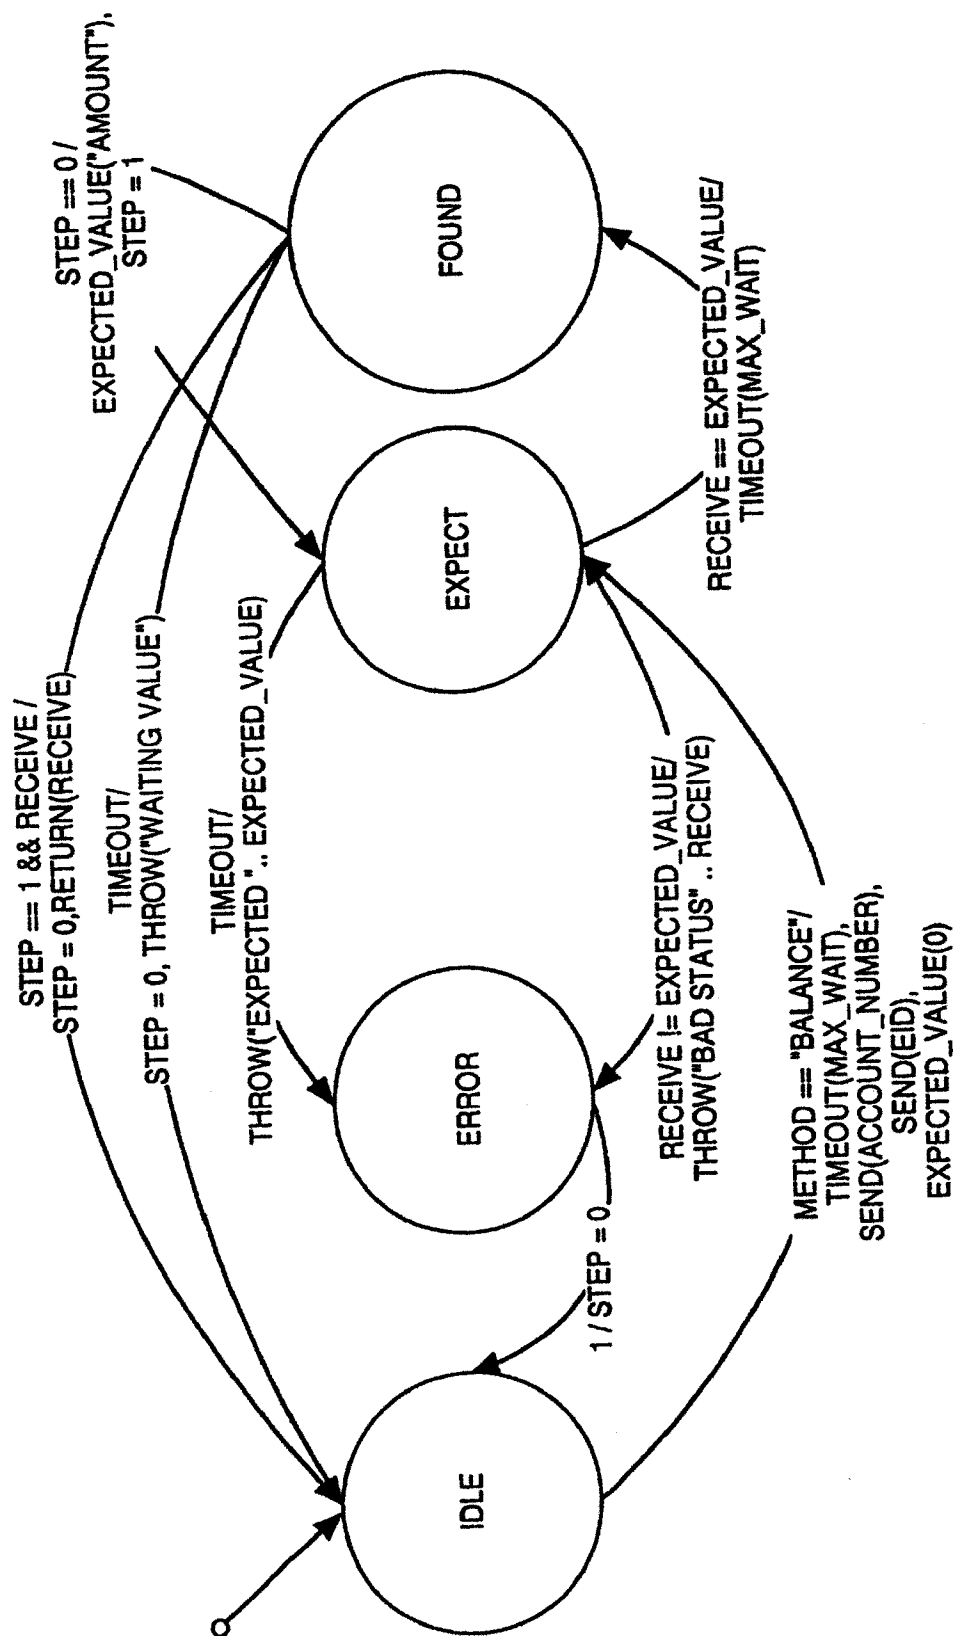 STEP == 1 && RECEIVE /
STEP = 0,RETURN(RECEIVE)
TIMEOUT/
STEP = 0, THROW("WAITING VALUE")
TIMEOUT/
THROW("EXPECTED ".. EXPECTED_VALUE)
STEP == 0 /
EXPECTED_VALUE("AMOUNT"),
STEP = 1
IDLE
ERROR
EXPECT
FOUND
1 / STEP = 0
RECEIVE != EXPECTED_VALUE/
THROW("BAD STATUS" .. RECEIVE)
RECEIVE == EXPECTED_VALUE/
TIMEOUT(MAX_WAIT)
METHOD == "BALANCE"/
TIMEOUT(MAX_WAIT),
SEND(ACCOUNT_NUMBER),
SEND(EID),
EXPECTED_VALUE(0)